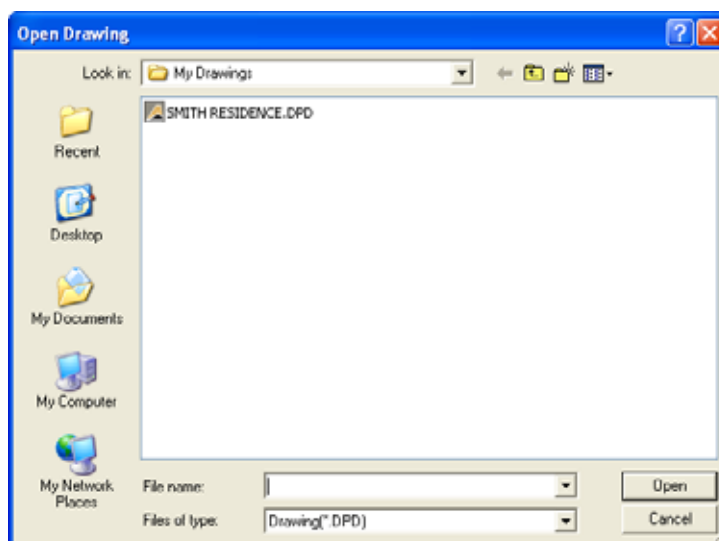 Open Drawing
Look in: My Drawings
SMITH RESIDENCE.DPD
Recent
Desktop
My Documents
My Computer
My Network
Places
File name: Open
Files of type: Drawing(*.DPD) Cancel